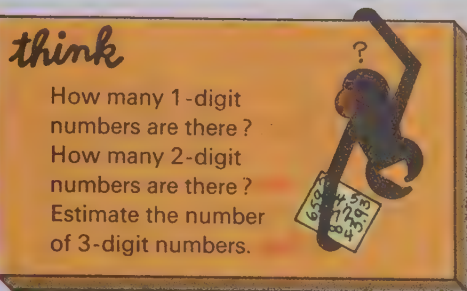 think
?
How many 1-digit
numbers are there?
How many 2-digit
numbers are there?
Estimate the number
of 3-digit numbers.